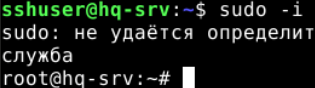 sshuser@hq-srv:~$ sudo -i
sudo: не удаётся определит
служба
root@hq-srv:~#